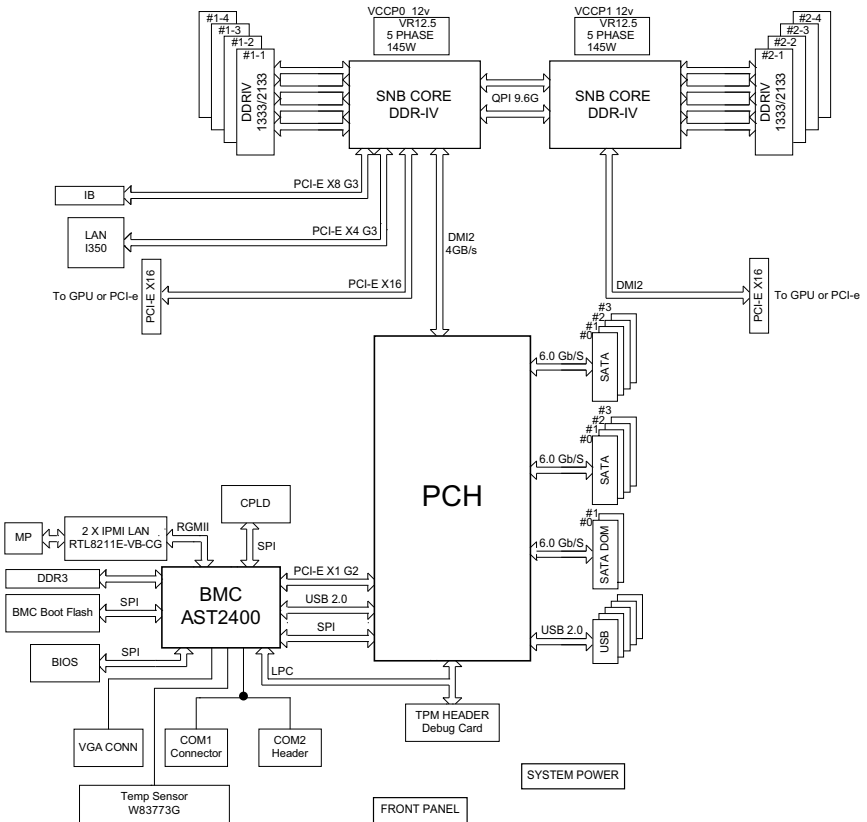 VCCP0 12v
VR12.5
5 PHASE
145W
VCCP1 12v
VR12.5
5 PHASE
145W
#1-4
#1-3
#1-2
#1-1
DDRIV
1333/2133
SNB CORE
DDR-IV
QPI 9.6G
SNB CORE
DDR-IV
#2-4
#2-3
#2-2
#2-1
DDRIV
1333/2133
IB
PCI-E X8 G3
LAN
I350
PCI-E X4 G3
DMI2
4GB/s
To GPU or PCI-e
PCI-E X16
PCI-E X16
DMI2
PCI-E X16
To GPU or PCI-e
#3
#2
#1
#0
6.0 Gb/S
SATA
#3
#2
#1
#0
6.0 Gb/S
SATA
PCH
#1
#0
6.0 Gb/S
SATA DOM
USB 2.0
USB
CPLD
SPI
MP
2 X IPMI LAN
RTL8211E-VB-CG
RGMII
DDR3
BMC
AST2400
PCI-E X1 G2
USB 2.0
SPI
BMC Boot Flash
SPI
BIOS
SPI
LPC
TPM HEADER
Debug Card
VGA CONN
COM1
Connector
COM2
Header
SYSTEM POWER
Temp Sensor
W83773G
FRONT PANEL